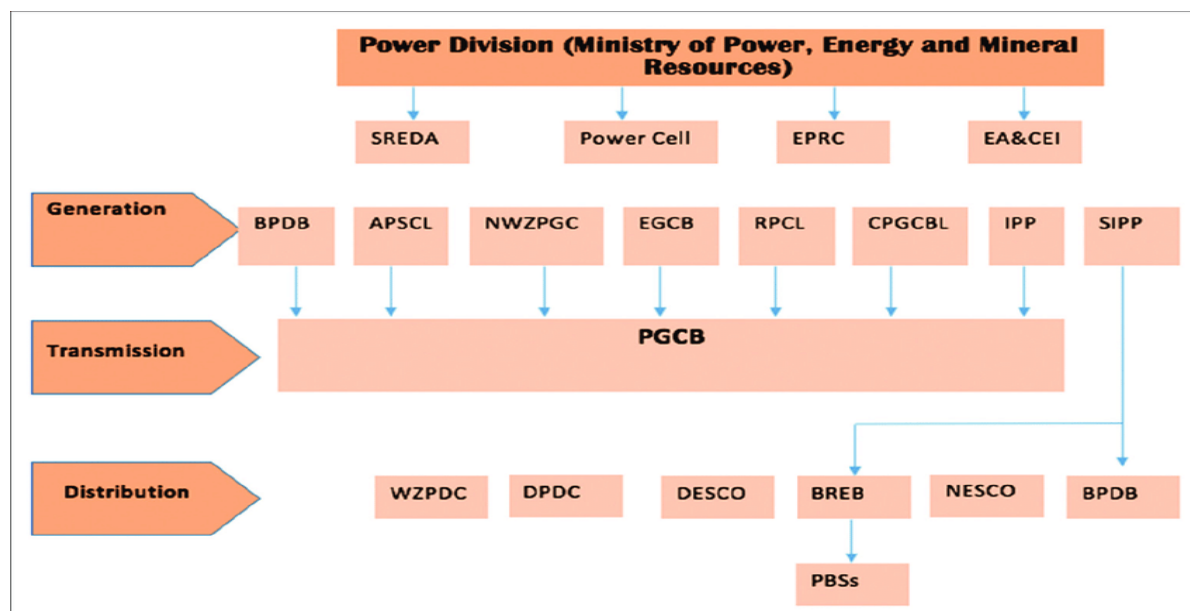 Power Division (Ministry of Power, Energy and Mineral
Resources)
SREDA
Power Cell
EPRC
EA&CEI
Generation
BPDB
APSCL
NWZPGC
EGCB
RPCL
CPGCBL
IPP
SIPP
Transmission
PGCB
Distribution
WZPDC
DPDC
DESCO
BREB
NESCO
BPDB
PBSs